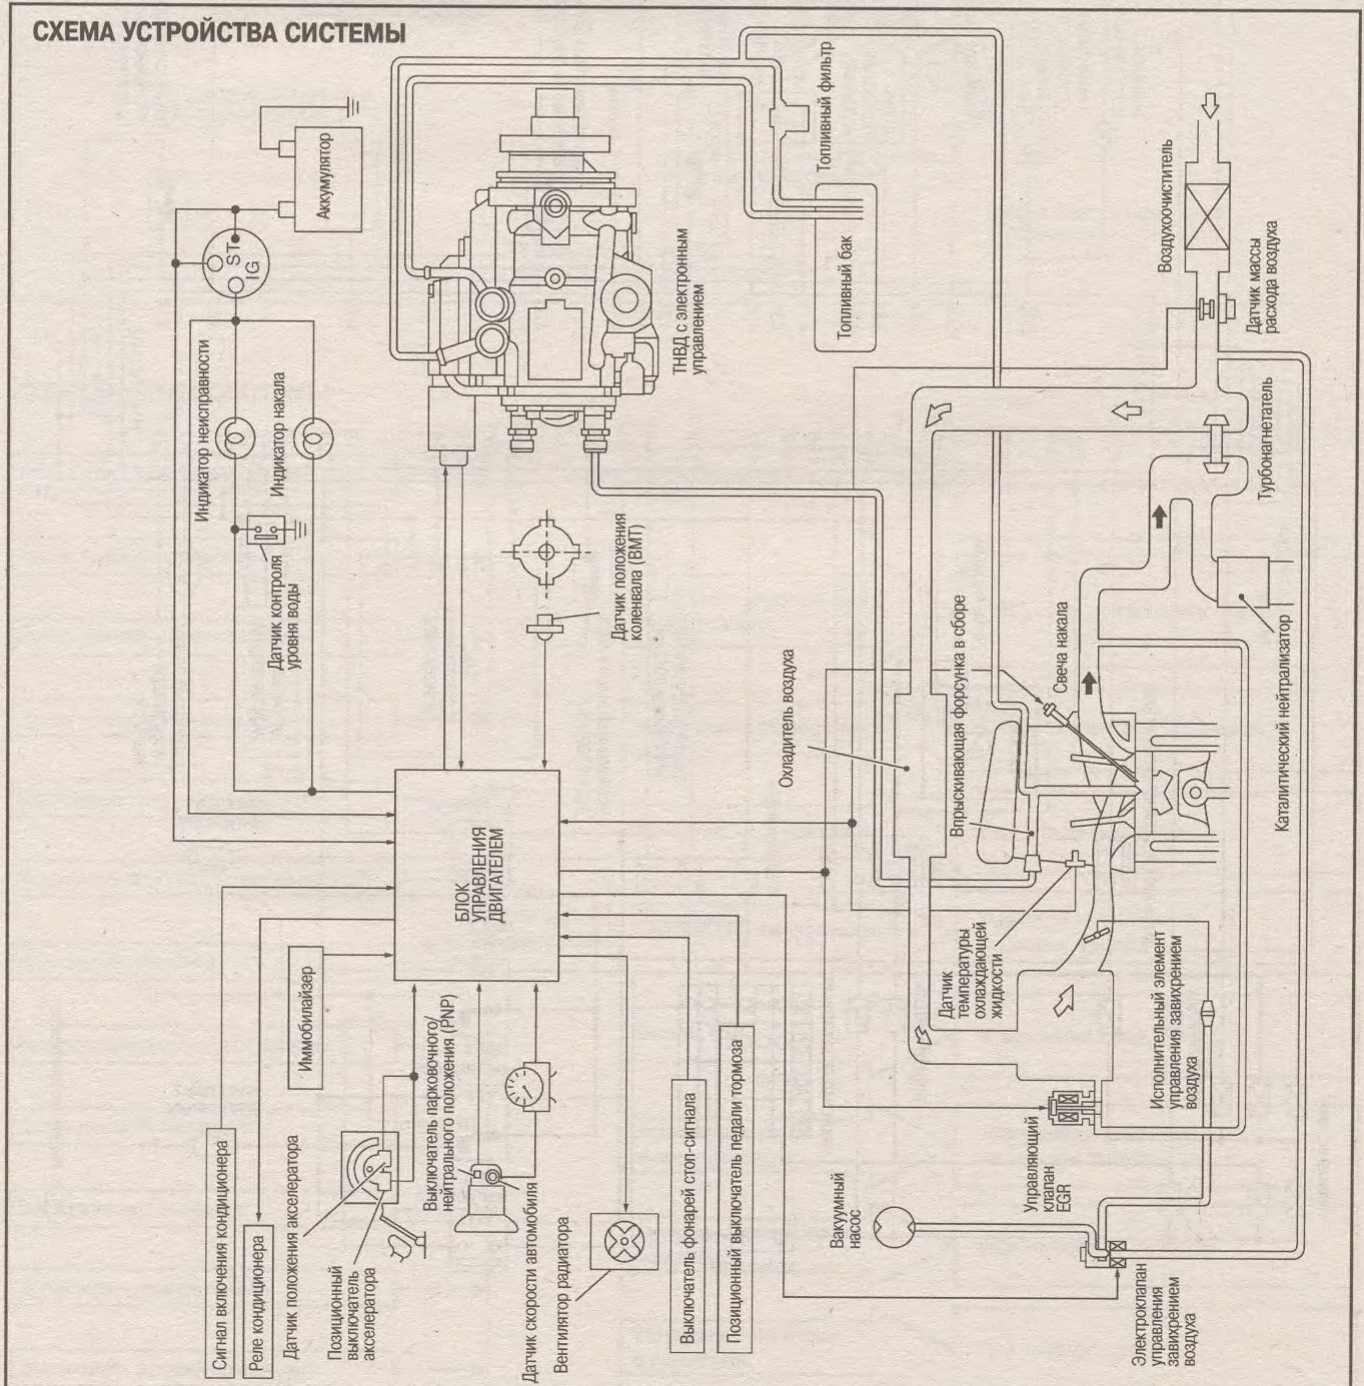 СХЕМА УСТРОЙСТВА СИСТЕМЫ
Аккумулятор
ST
IG
Индикатор неисправности
Индикатор накала
Датчик контроля
уровня воды
ТНВД с электронным
управлением
Топливный фильтр
Топливный бак
Воздухоочиститель
Датчик массы
расхода воздуха
Турбонагнетатель
Датчик положения
коленвала (ВМТ)
Охладитель воздуха
Впрыскивающая форсунка в сборе
Свеча накала
Каталитический нейтрализатор
БЛОК
УПРАВЛЕНИЯ
ДВИГАТЕЛЕМ
Датчик
температуры
охлаждающей
жидкости
Исполнительный элемент
управления завихрением
воздуха
Управляющий
клапан
EGR
Вакуумный
насос
Электроклапан
управления
завихрением
воздуха
Иммобилайзер
Сигнал включения кондиционера
Реле кондиционера
Датчик положения акселератора
Позиционный
выключатель
акселератора
Выключатель парковочного/
нейтрального положения (PNP)
Датчик скорости автомобиля
Вентилятор радиатора
Выключатель фонарей стоп-сигнала
Позиционный выключатель педали тормоза